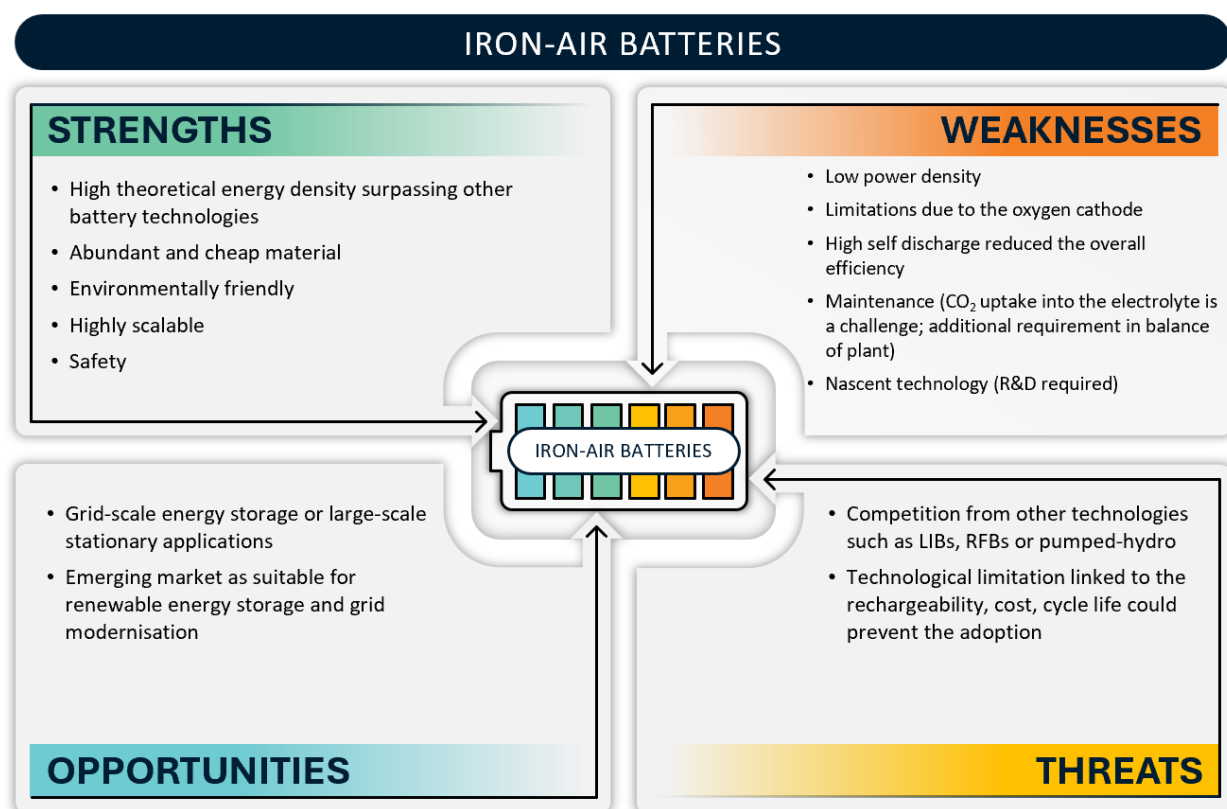 IRON-AIR BATTERIES
STRENGTHS
• High theoretical energy density surpassing other
battery technologies
• Abundant and cheap material
• Environmentally friendly
• Highly scalable
• Safety
WEAKNESSES
• Low power density
• Limitations due to the oxygen cathode
• High self discharge reduced the overall
efficiency
• Maintenance (CO₂ uptake into the electrolyte is
a challenge; additional requirement in balance
of plant)
• Nascent technology (R&D required)
IRON-AIR BATTERIES
• Grid-scale energy storage or large-scale
stationary applications
• Emerging market as suitable for
renewable energy storage and grid
modernisation
OPPORTUNITIES
• Competition from other technologies
such as LIBs, RFBs or pumped-hydro
• Technological limitation linked to the
rechargeability, cost, cycle life could
prevent the adoption
THREATS